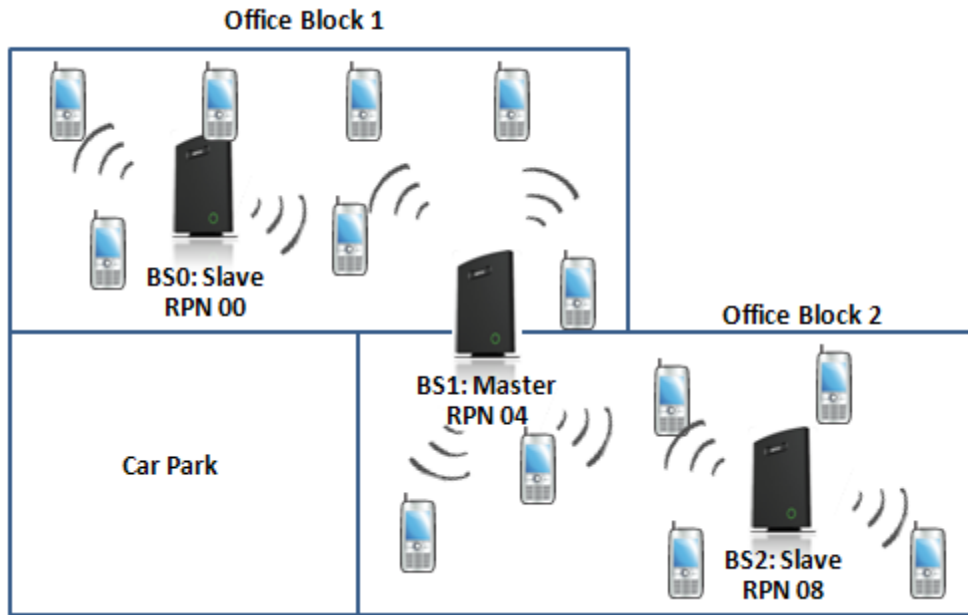 Office Block 1
BS0: Slave
RPN 00
Office Block 2
BS1: Master
RPN 04
Car Park
BS2: Slave
RPN 08